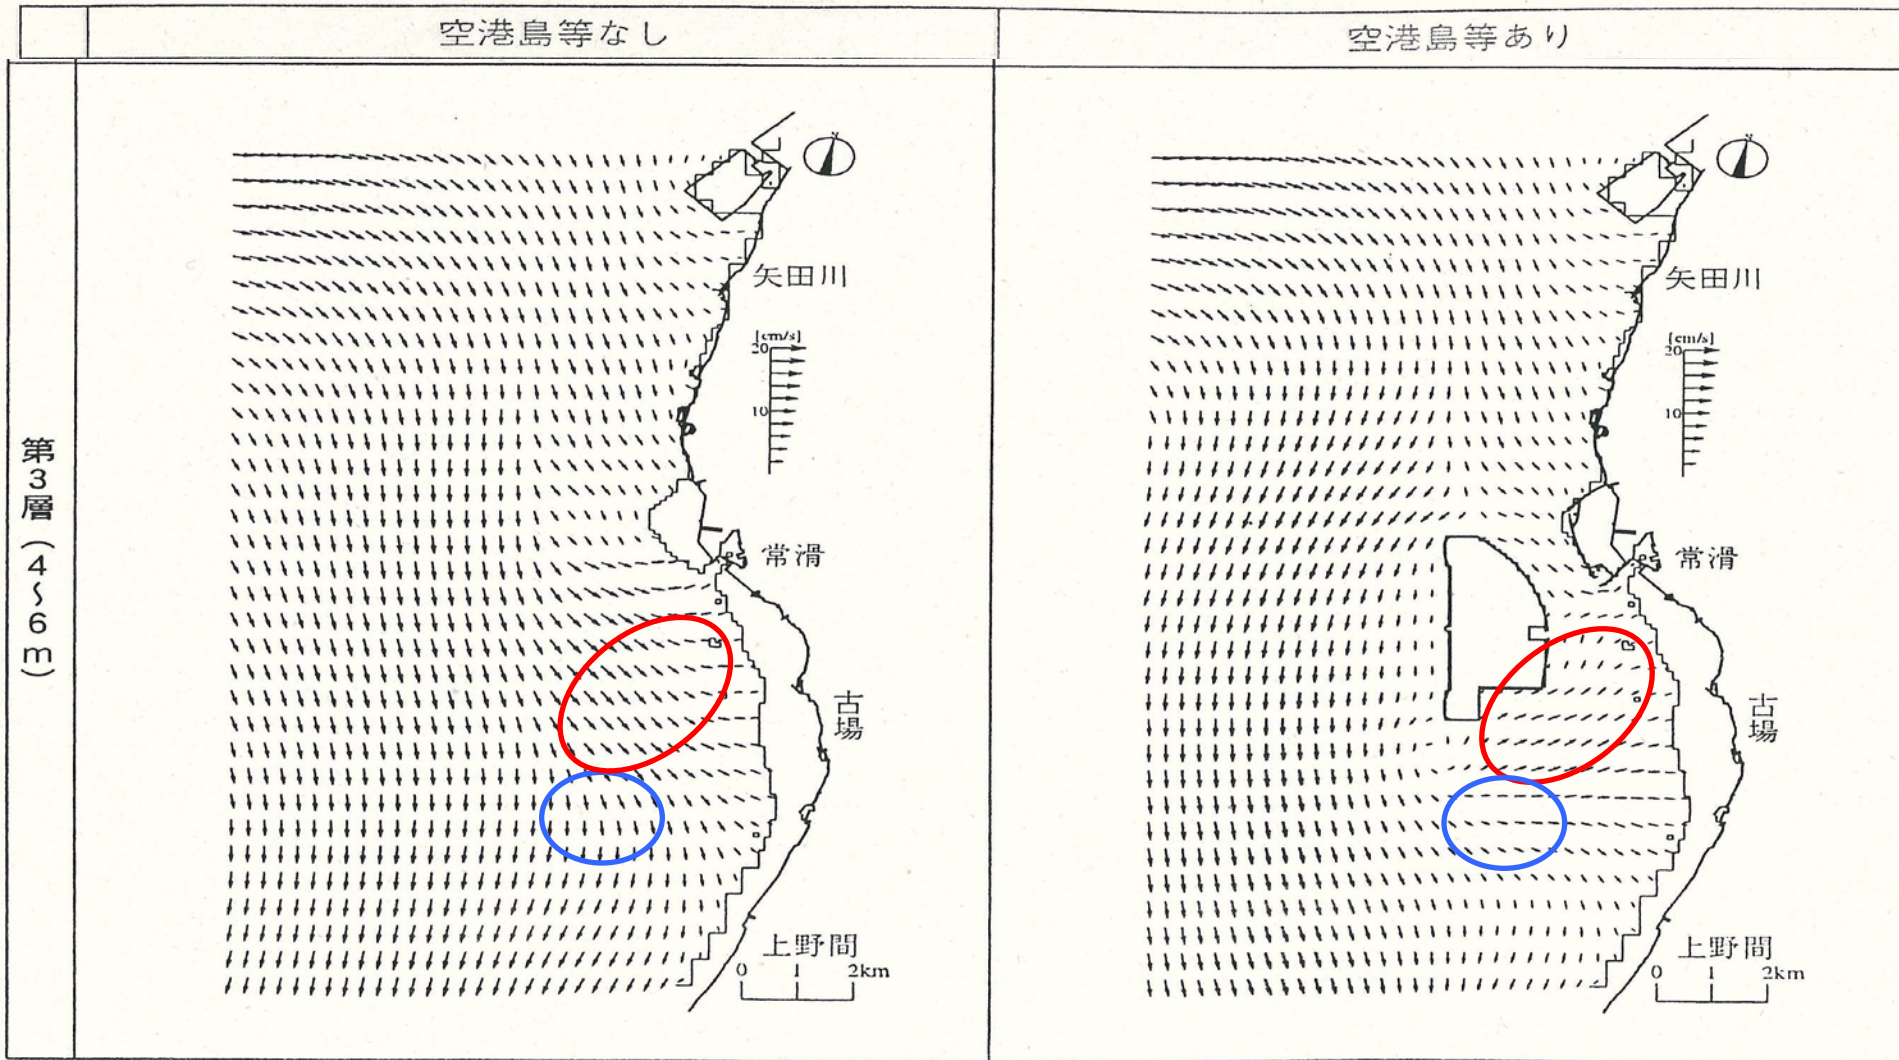 空港島等なし
空港島等あり
第3層(4~6m)
N
矢田川
[cm/s]
20
10
常滑
古場
上野間
0 1 2km
N
矢田川
[cm/s]
20
10
常滑
古場
上野間
0 1 2km